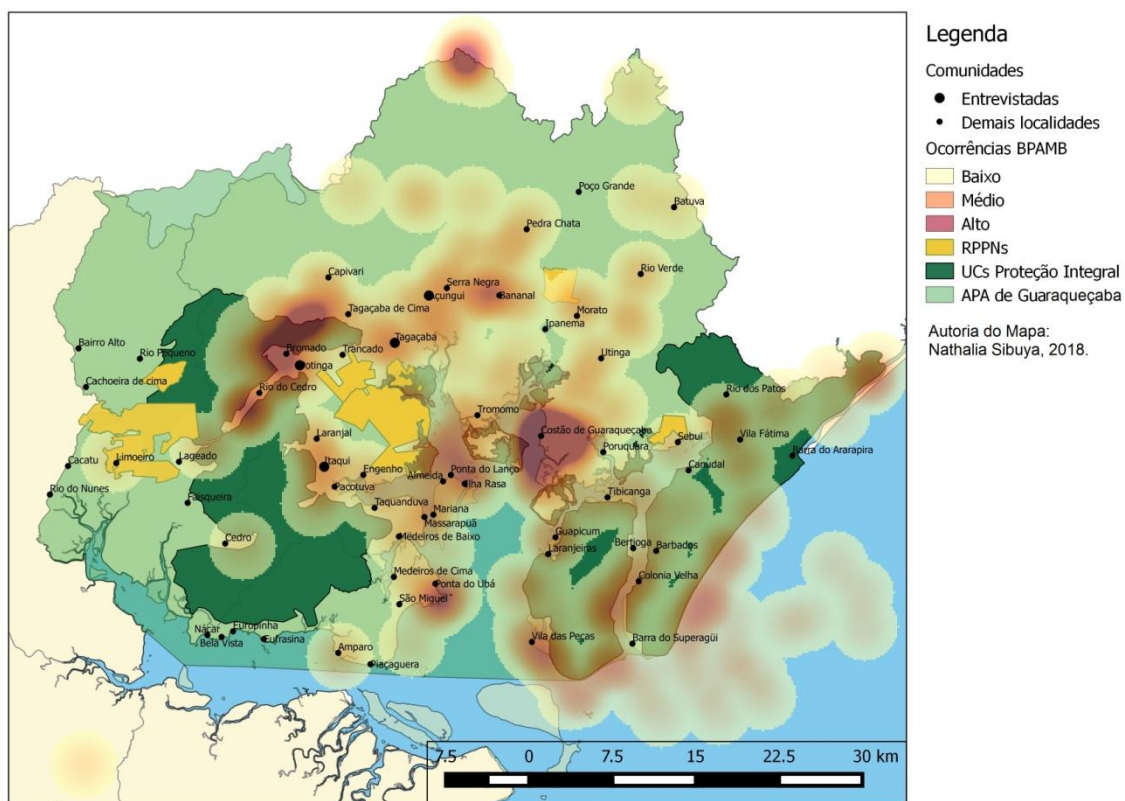 Legenda
Comunidades
Entrevistadas
Demais localidades
Ocorrências BPAMB
Baixo
Médio
Alto
RPPNs
UCs Proteção Integral
APA de Guaraqueçaba
Autoria do Mapa:
Nathalia Sibuya, 2018.
Poço Grande
Batuva
Pedra Chata
Capivari
Rio Verde
Serra Negra
Açungui
Bananal
Tagaçaba de Cima
Morato
Ipanema
Bairro Alto
Rio Pequeno
Bromado
Trancado
Tagaçaba
Potinga
Utinga
Cachoeira de cima
Rio do Cedro
Rio dos Patos
Tromomo
Costão de Guaraqueçaba
Laranjal
Sebui
Vila Fátima
Poruquara
Barra do Ararapira
Cacatu
Limoeiro
Lageado
Itaqui
Engenho
Almeida
Ponta do Lanço
Ilha Rasa
Canudal
Rio do Nunes
Faisqueira
Pacotuva
Taquanduva
Mariana
Massarapuã
Tibicanga
Cedro
Medeiros de Baixo
Guapicum
Laranjeiras
Bertioga
Barbados
Medeiros de Cima
Ponta do Ubá
Colonia Velha
São Miguel
Nácar
Europinha
Bela Vista
Eufrasina
Amparo
Piaçaguera
Vila das Peças
Barra do Superagüi
7.5 0 7.5 15 22.5 30 km